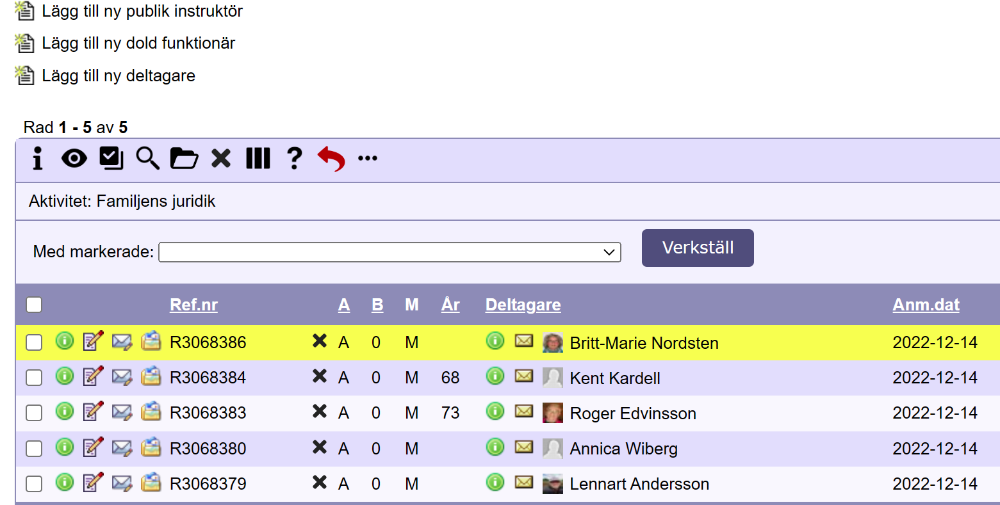 Lägg till ny publik instruktör
Lägg till ny dold funktionär
Lägg till ny deltagare
Rad 1 - 5 av 5
Aktivitet: Familjens juridik
Med markerade: Verkställ
Ref.nr A B M År Deltagare Anm.dat
R3068386 A 0 M Britt-Marie Nordsten 2022-12-14
R3068384 A 0 M 68 Kent Kardell 2022-12-14
R3068383 A 0 M 73 Roger Edvinsson 2022-12-14
R3068380 A 0 M Annica Wiberg 2022-12-14
R3068379 A 0 M Lennart Andersson 2022-12-14